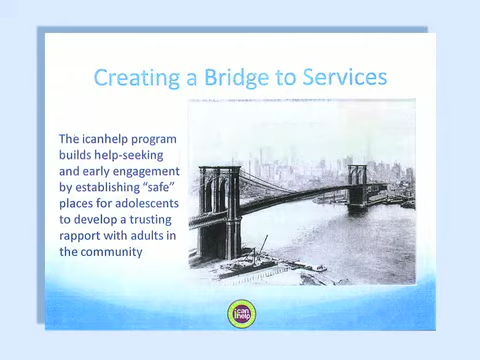 Creating a Bridge to Services
The icanhelp program
builds help-seeking
and early engagement
by establishing “safe”
places for adolescents
to develop a trusting
rapport with adults in
the community
i can
help